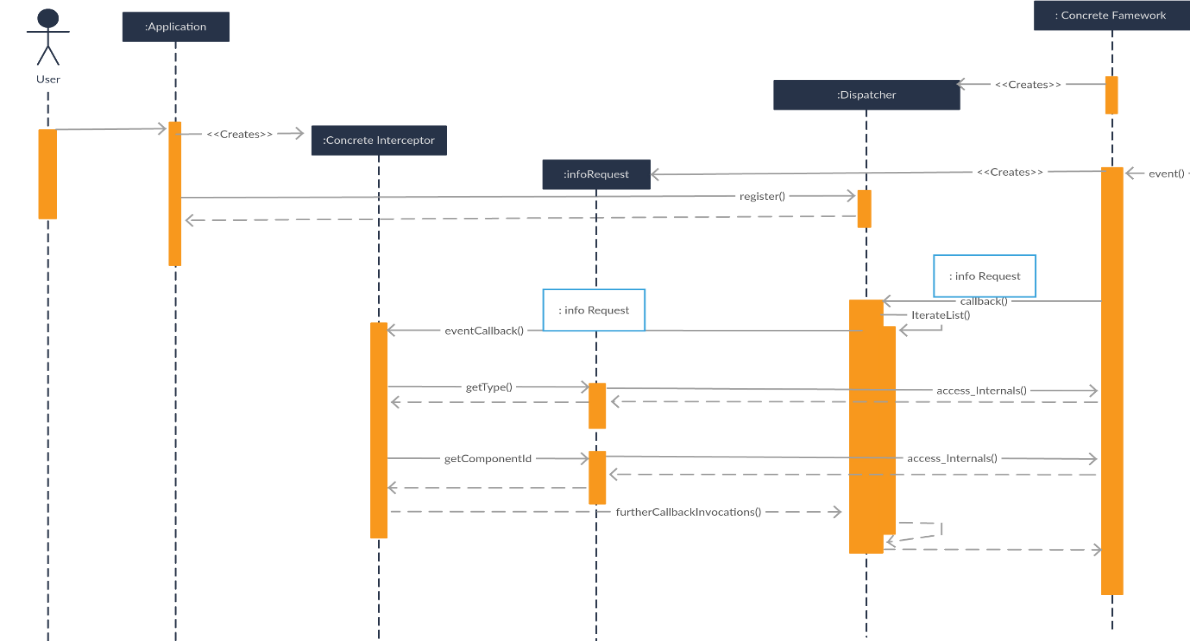 : Concrete Famework
:Application
User
<<Creates>>
:Dispatcher
<<Creates>>
:Concrete Interceptor
<<Creates>>
event()
:infoRequest
register()
: info Request
callback()
: info Request
IterateList()
eventCallback()
getType()
access_Internals()
getComponentId
access_Internals()
furtherCallbackInvocations()